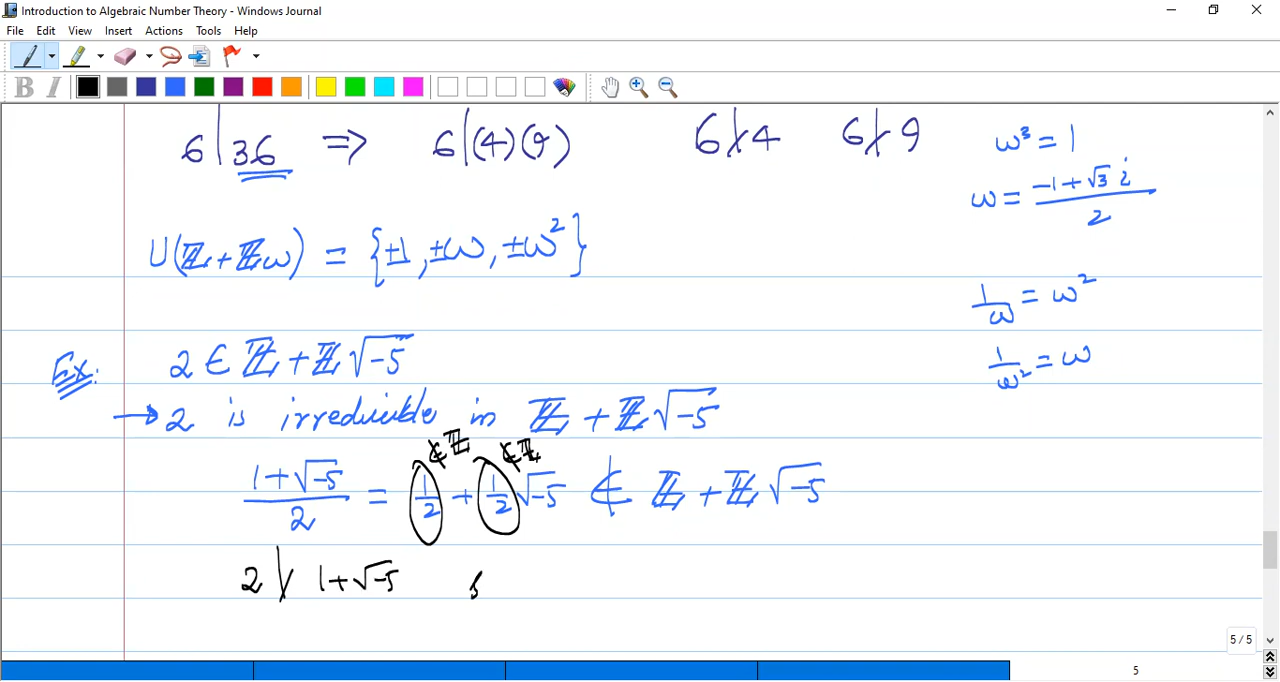 Introduction to Algebraic Number Theory - Windows Journal
File Edit View Insert Actions Tools Help
B I
6|36 ⇒ 6|(4)(9) 6∤4 6∤9
ω³ = 1
ω = (-1+√3 i)/2
U(ℤ+ℤω) = {±1, ±ω, ±ω²}
1/ω = ω²
1/ω² = ω
Ex: 2 ∈ ℤ+ℤ√-5
→ 2 is irreducible in ℤ+ℤ√-5
∉ℤ ∉ℤ
(1+√-5)/2 = 1/2 + 1/2 √-5 ∉ ℤ+ℤ√-5
2 ∤ 1+√-5
5 / 5
5